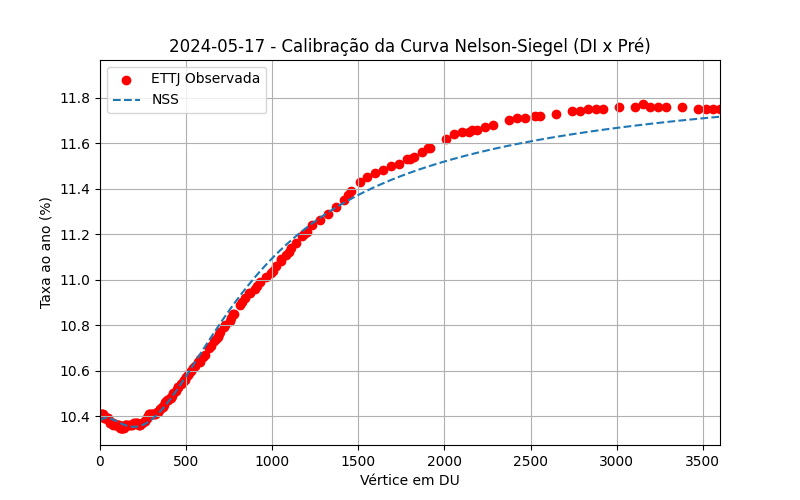 2024-05-17 - Calibração da Curva Nelson-Siegel (DI x Pré)
ETTJ Observada
NSS
Taxa ao ano (%)
11.8
11.6
11.4
11.2
11.0
10.8
10.6
10.4
0 500 1000 1500 2000 2500 3000 3500
Vértice em DU